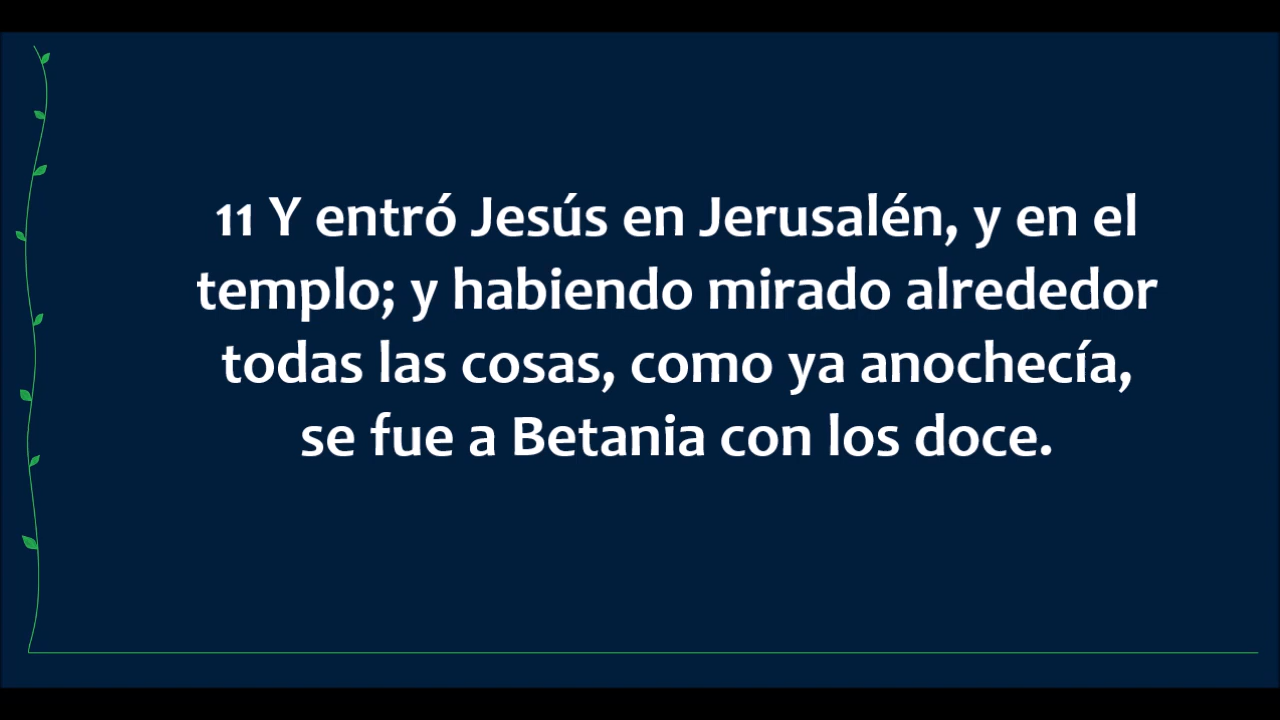 11 Y entró Jesús en Jerusalén, y en el
templo; y habiendo mirado alrededor
todas las cosas, como ya anochecía,
se fue a Betania con los doce.